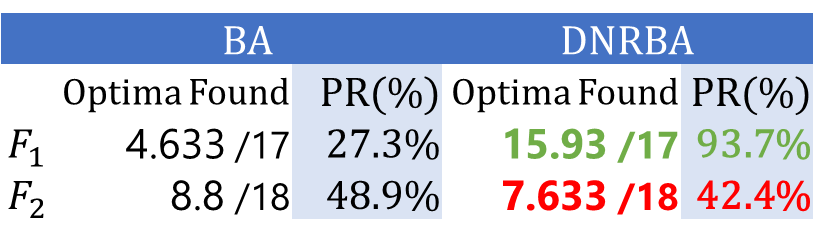 BA DNRBA
Optima Found PR(%) Optima Found PR(%)
F₁ 4.633 /17 27.3% 15.93 /17 93.7%
F₂ 8.8 /18 48.9% 7.633 /18 42.4%